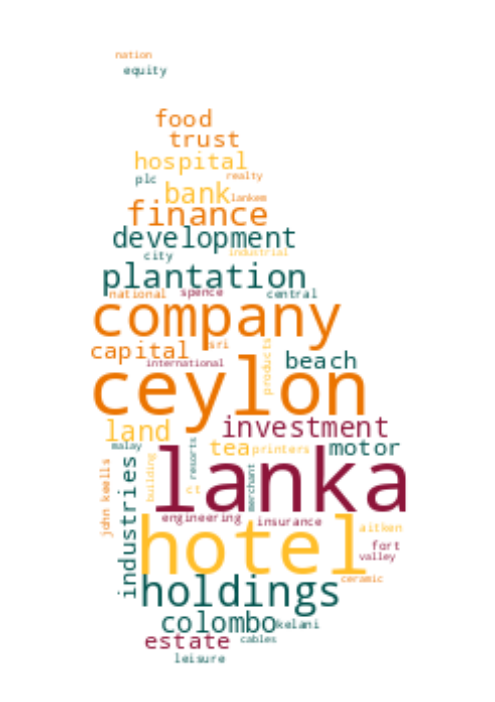 nation
equity
food
trust
hospital
plc
realty
bank
lankem
finance
development
city
industrial
plantation
national
spence
central
company
capital
sri
international
products
beach
ceylon
land
investment
malay
tea
printers
motor
resorts
building
industries
john keells
lanka
ct
merchant
engineering
insurance
aitken
hotel
fort
valley
ceramic
holdings
colombo
kelani
estate
cables
leisure